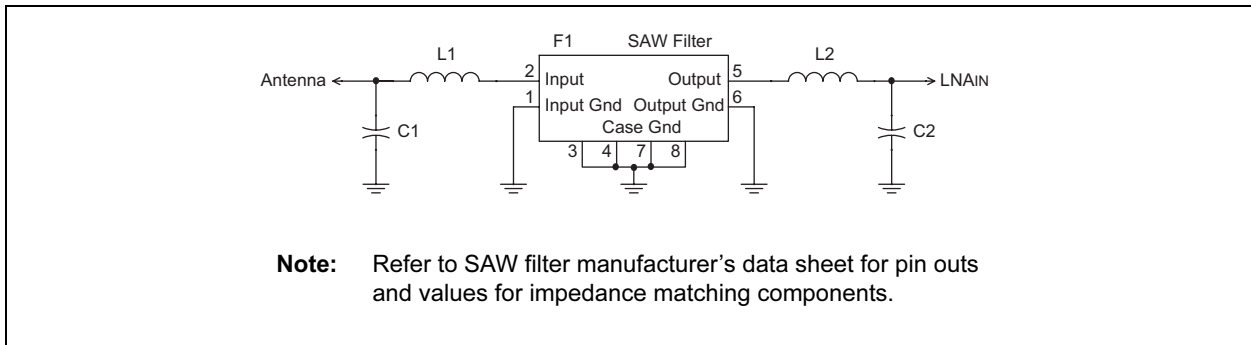 F1 SAW Filter
L1 L2
Antenna 2 Input Output 5 LNAIN
1 Input Gnd Output Gnd 6
C1 Case Gnd C2
3 4 7 8
Note: Refer to SAW filter manufacturer's data sheet for pin outs
and values for impedance matching components.